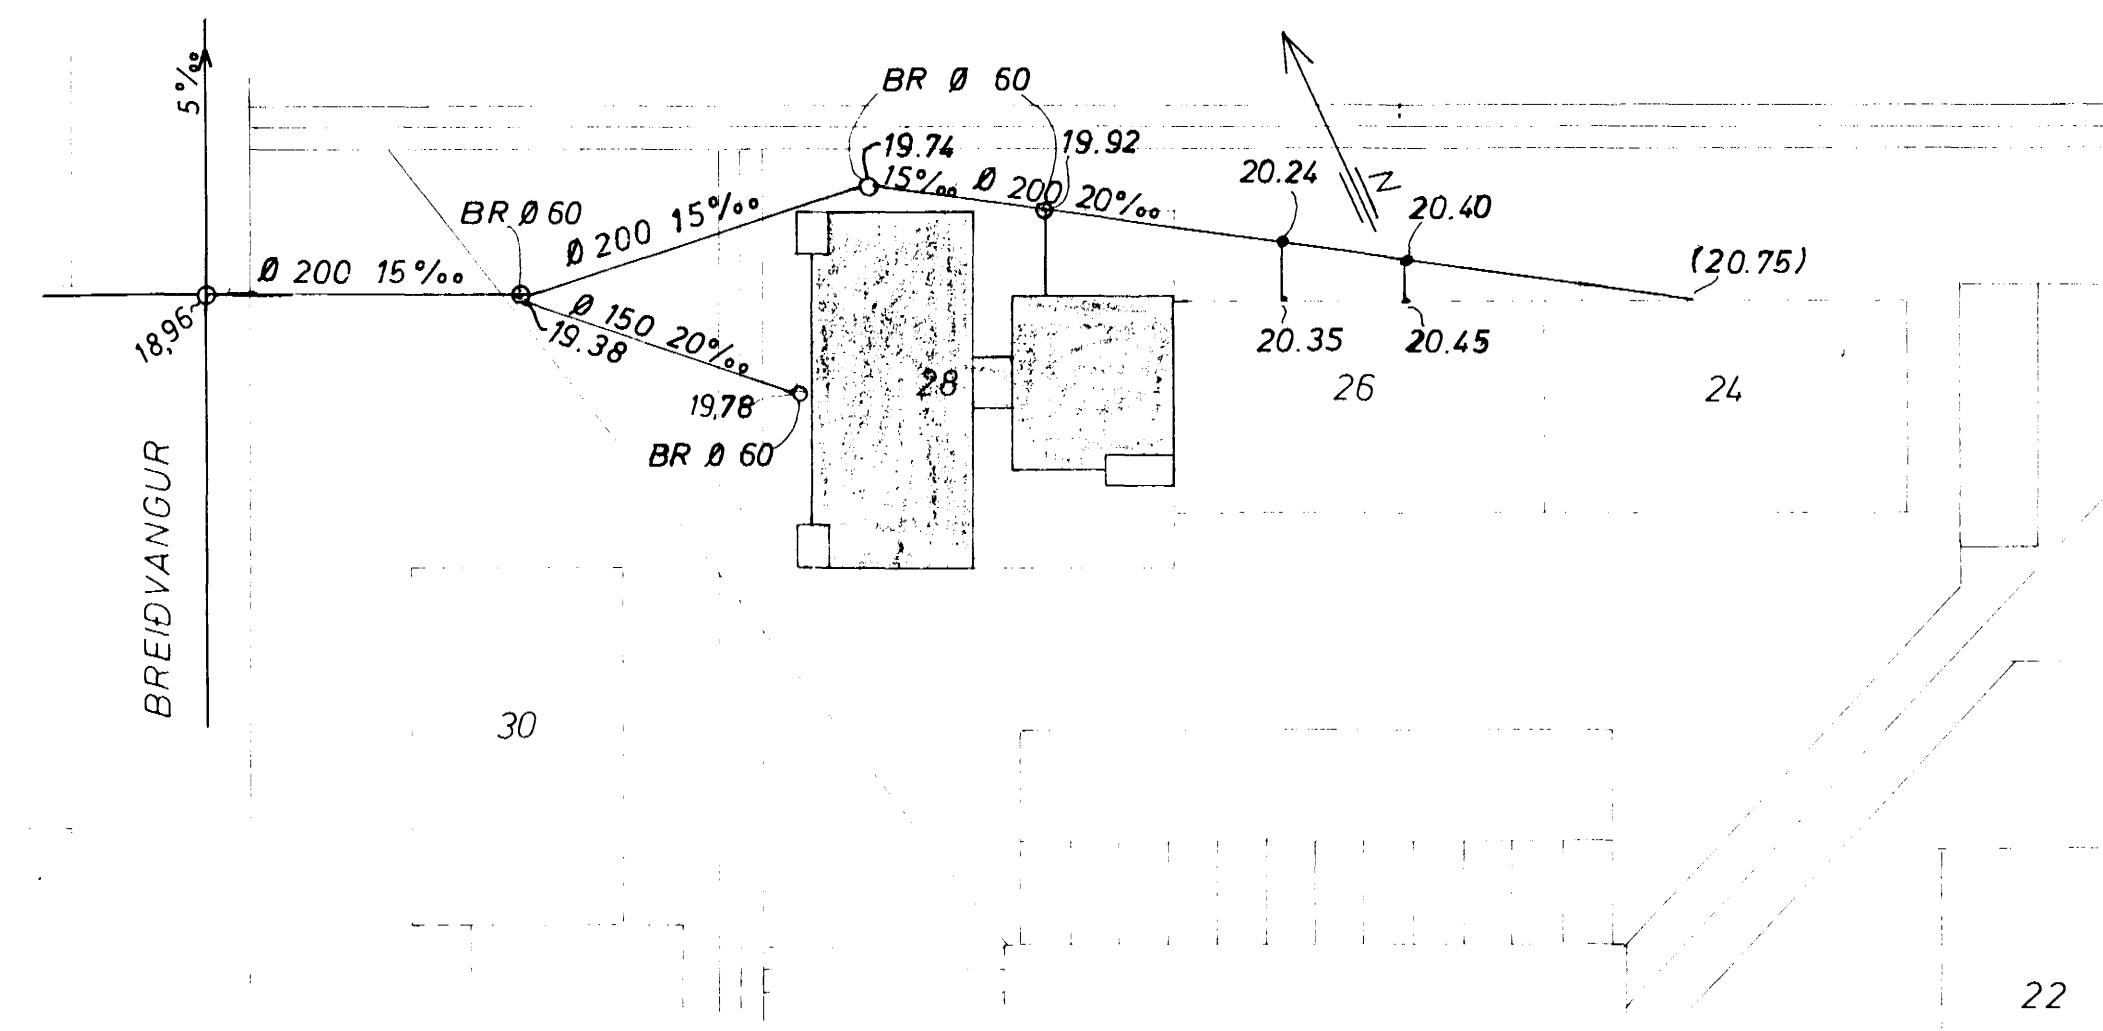 5‰
BR Ø 60
19.74
19.92
15‰ Ø 200 20‰
20.24
N
20.40
BR Ø 60
Ø 200 15‰
Ø 200 15‰
(20.75)
18,96
Ø 150 20‰
19.38
20.35
20.45
28
26
24
19,78
BR Ø 60
BREIÐVANGUR
30
22